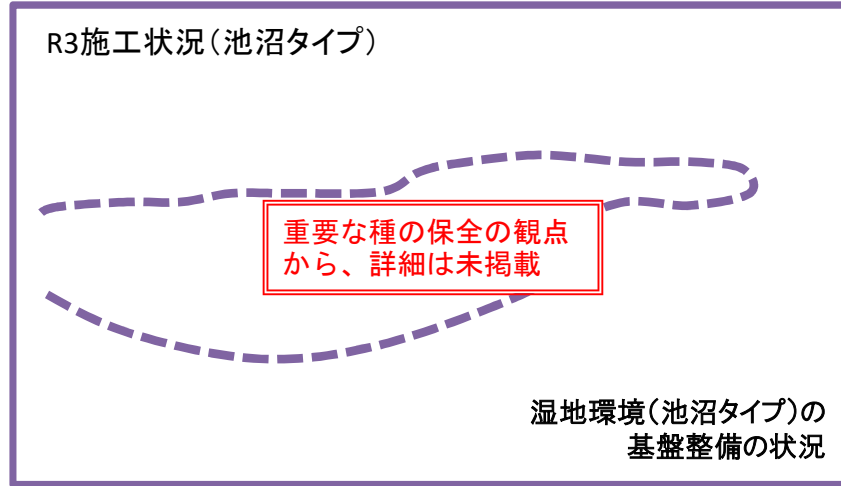 R3施工状況(池沼タイプ)
重要な種の保全の観点
から、詳細は未掲載
湿地環境(池沼タイプ)の
基盤整備の状況